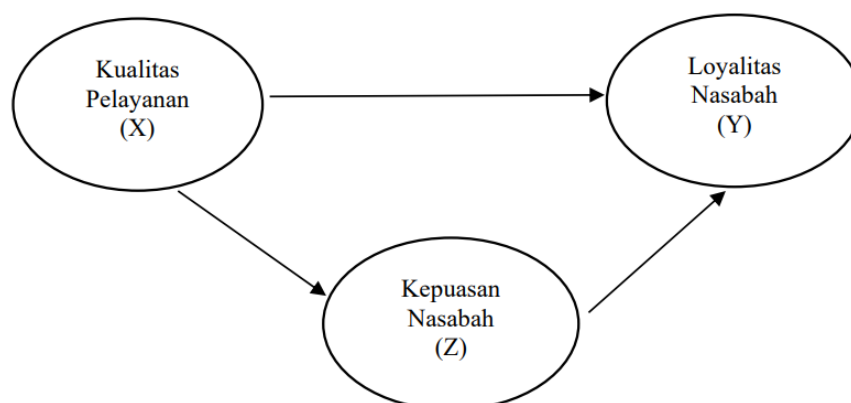 Kualitas
Pelayanan
(X)
Loyalitas
Nasabah
(Y)
Kepuasan
Nasabah
(Z)